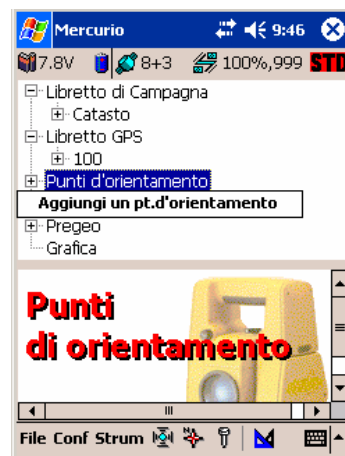 Mercurio 9:46
7.8V 8+3 100%,999 STD
Libretto di Campagna
Catasto
Libretto GPS
100
Punti d'orientamento
Aggiungi un pt.d'orientamento
Pregeo
Grafica
Punti
di orientamento
File Conf Strum